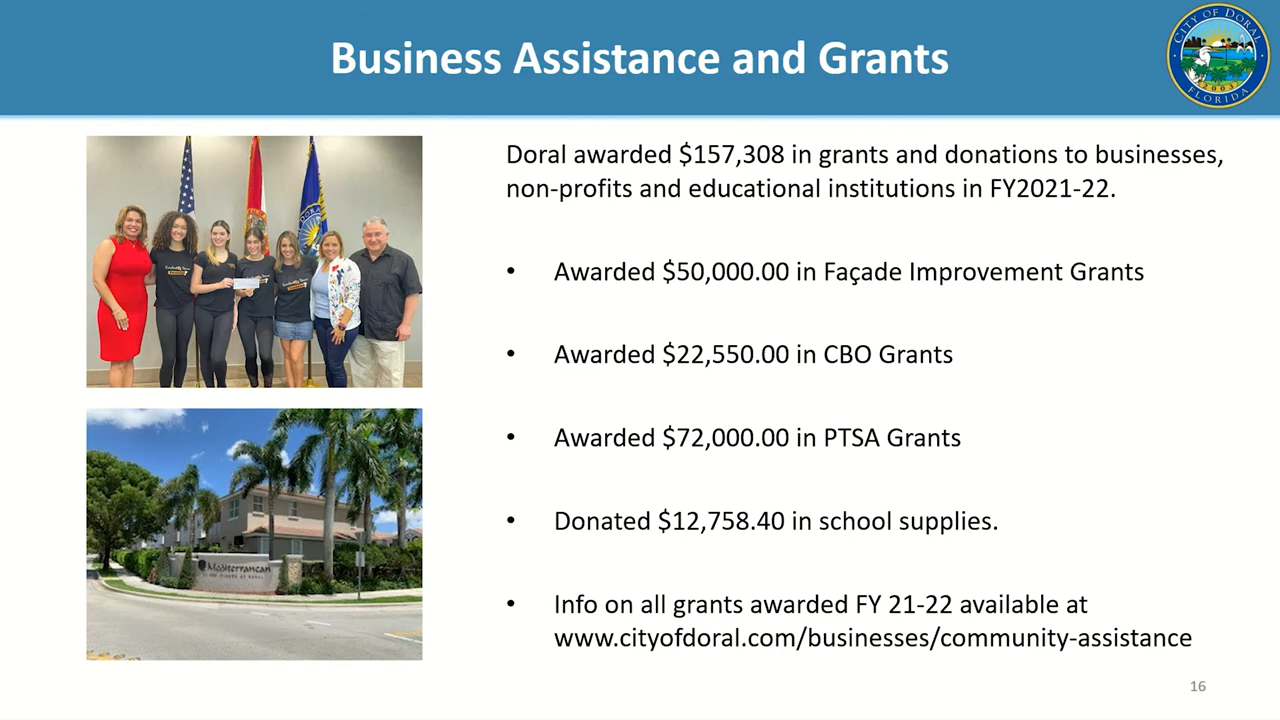 Business Assistance and Grants
CITY OF DORAL
2003
FLORIDA
Doral awarded $157,308 in grants and donations to businesses,
non-profits and educational institutions in FY2021-22.
• Awarded $50,000.00 in Façade Improvement Grants
• Awarded $22,550.00 in CBO Grants
• Awarded $72,000.00 in PTSA Grants
• Donated $12,758.40 in school supplies.
• Info on all grants awarded FY 21-22 available at
www.cityofdoral.com/businesses/community-assistance
Mediterranean
16